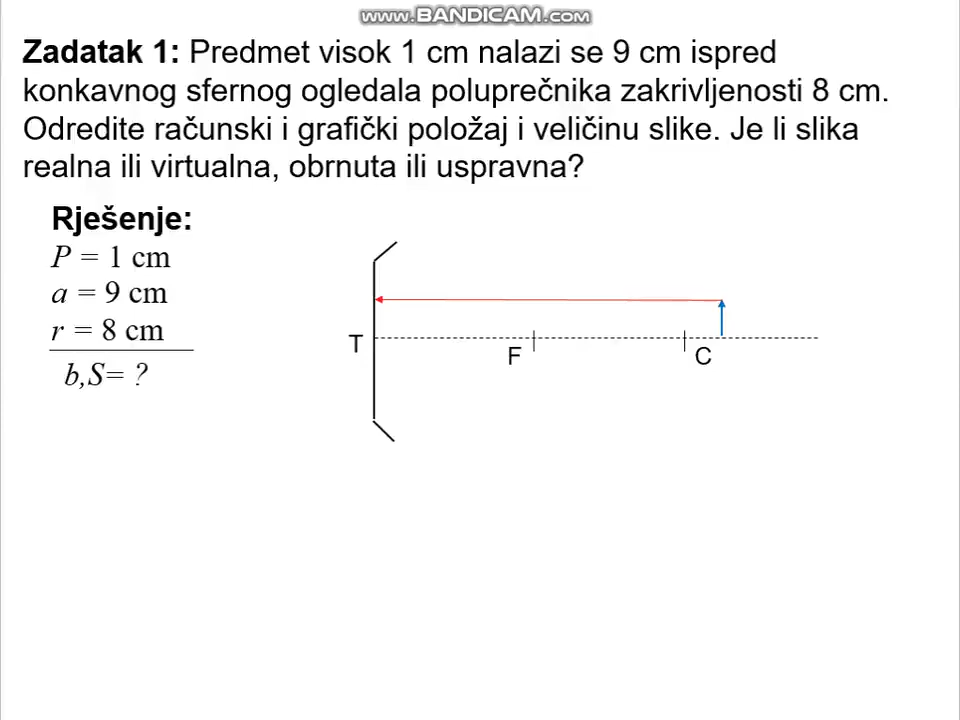 www.BANDICAM.com
Zadatak 1: Predmet visok 1 cm nalazi se 9 cm ispred
konkavnog sfernog ogledala poluprečnika zakrivljenosti 8 cm.
Odredite računski i grafički položaj i veličinu slike. Je li slika
realna ili virtualna, obrnuta ili uspravna?
Rješenje:
P = 1 cm
a = 9 cm
r = 8 cm
b,S= ?
T
F
C